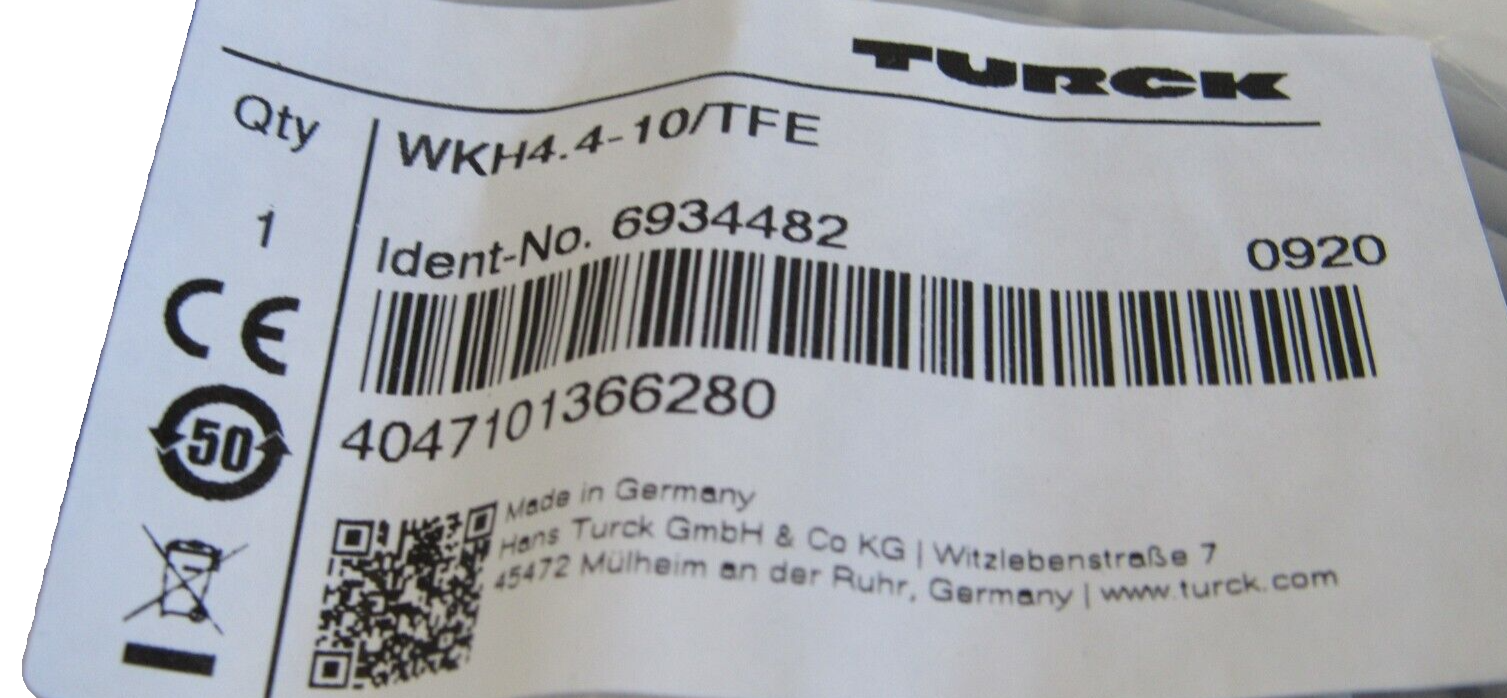 TURCK
Qty
WKH4.4-10/TFE
1
Ident-No. 6934482
0920
CE
4047101366280
50
Made in Germany
Hans Turck GmbH & Co KG | Witzlebenstraße 7
45472 Mülheim an der Ruhr, Germany | www.turck.com